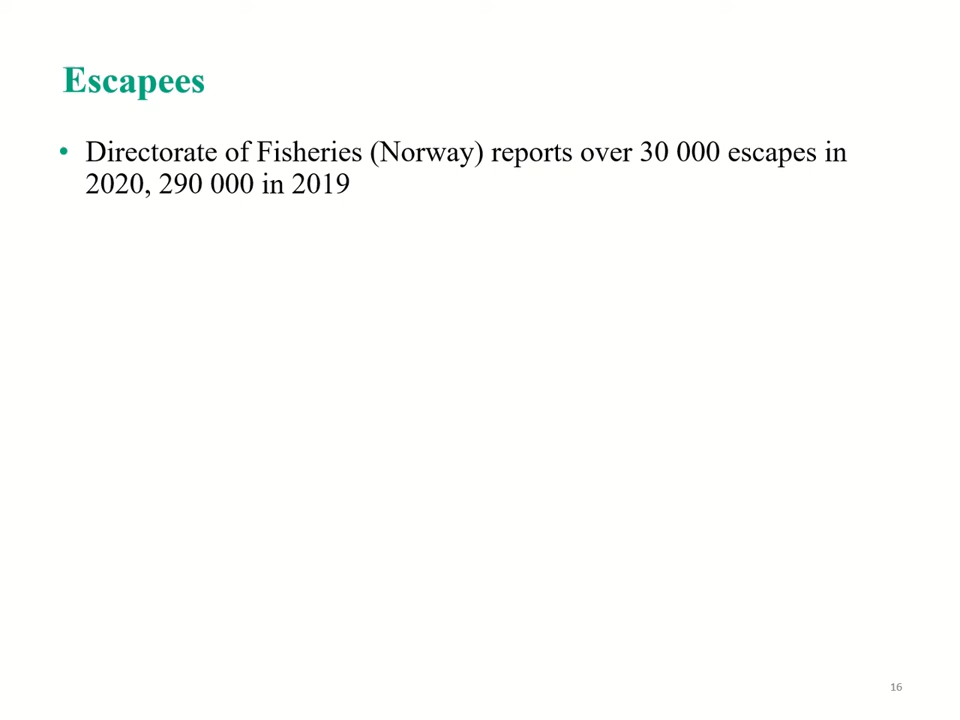 Escapees
• Directorate of Fisheries (Norway) reports over 30 000 escapes in
2020, 290 000 in 2019
16